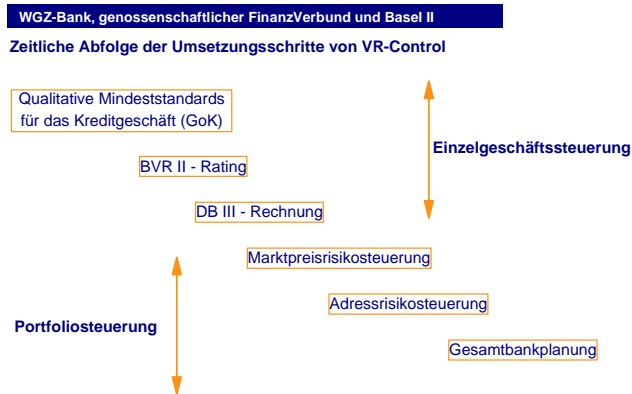 WGZ-Bank, genossenschaftlicher FinanzVerbund und Basel II
Zeitliche Abfolge der Umsetzungsschritte von VR-Control
Qualitative Mindeststandards
für das Kreditgeschäft (GoK)
Einzelgeschäftssteuerung
BVR II - Rating
DB III - Rechnung
Marktpreisrisikosteuerung
Adressrisikosteuerung
Portfoliosteuerung
Gesamtbankplanung